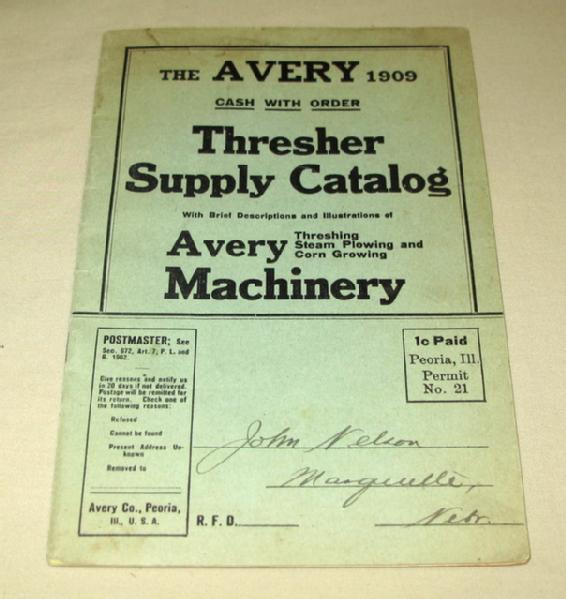 THE AVERY 1909
CASH WITH ORDER
Thresher
Supply Catalog
With Brief Descriptions and Illustrations of
Avery Threshing
Steam Plowing and
Corn Growing
Machinery
POSTMASTER: See
Sec. 672, Art. 7, P. L. and
R. 1902.
Give reasons and notify us
in 20 days if not delivered.
Postage will be remitted for
its return. Check one of
the following reasons:
Refused
Cannot be found
Present Address Un-
known
Removed to
Avery Co., Peoria,
Ill., U. S. A.
1c Paid
Peoria, Ill.
Permit
No. 21
John Nelson
Marquette,
R. F. D. Nebr.